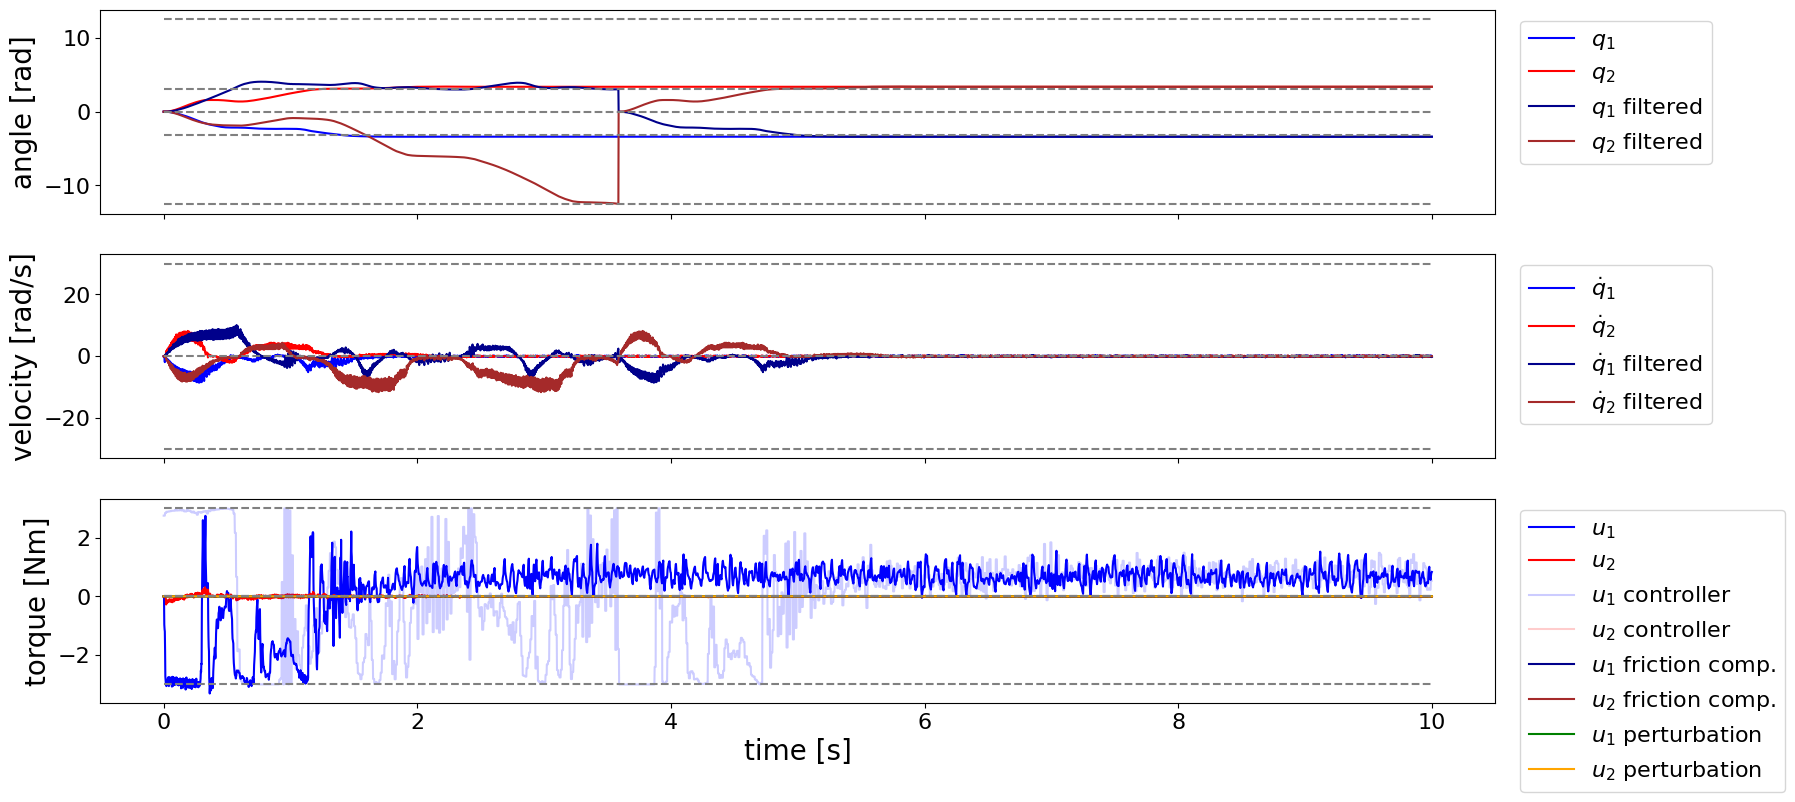 angle [rad]
10
0
−10
q₁
q₂
q₁ filtered
q₂ filtered
velocity [rad/s]
20
0
−20
q̇₁
q̇₂
q̇₁ filtered
q̇₂ filtered
torque [Nm]
2
0
−2
0 2 4 6 8 10
time [s]
u₁
u₂
u₁ controller
u₂ controller
u₁ friction comp.
u₂ friction comp.
u₁ perturbation
u₂ perturbation